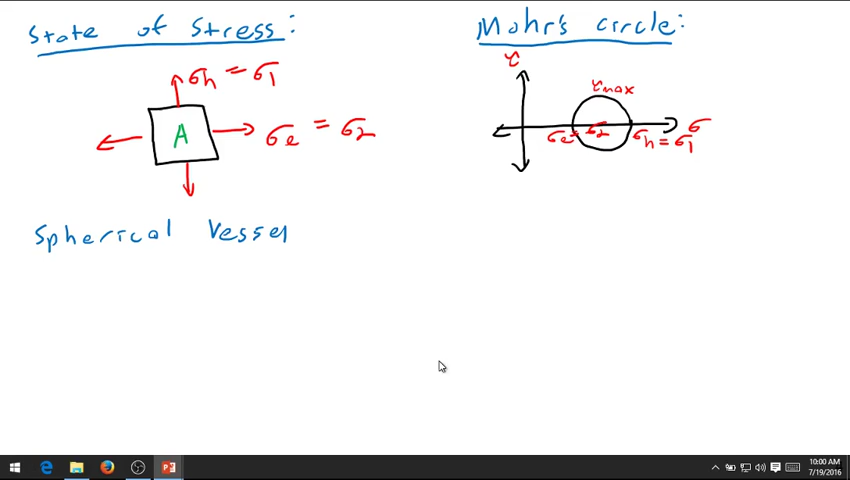 State of Stress:
σh = σ1
A
σe = σ2
Mohr's circle:
τ
τmax
σ
σe = σ2
σh = σ1
Spherical Vessel
10:00 AM
7/19/2016